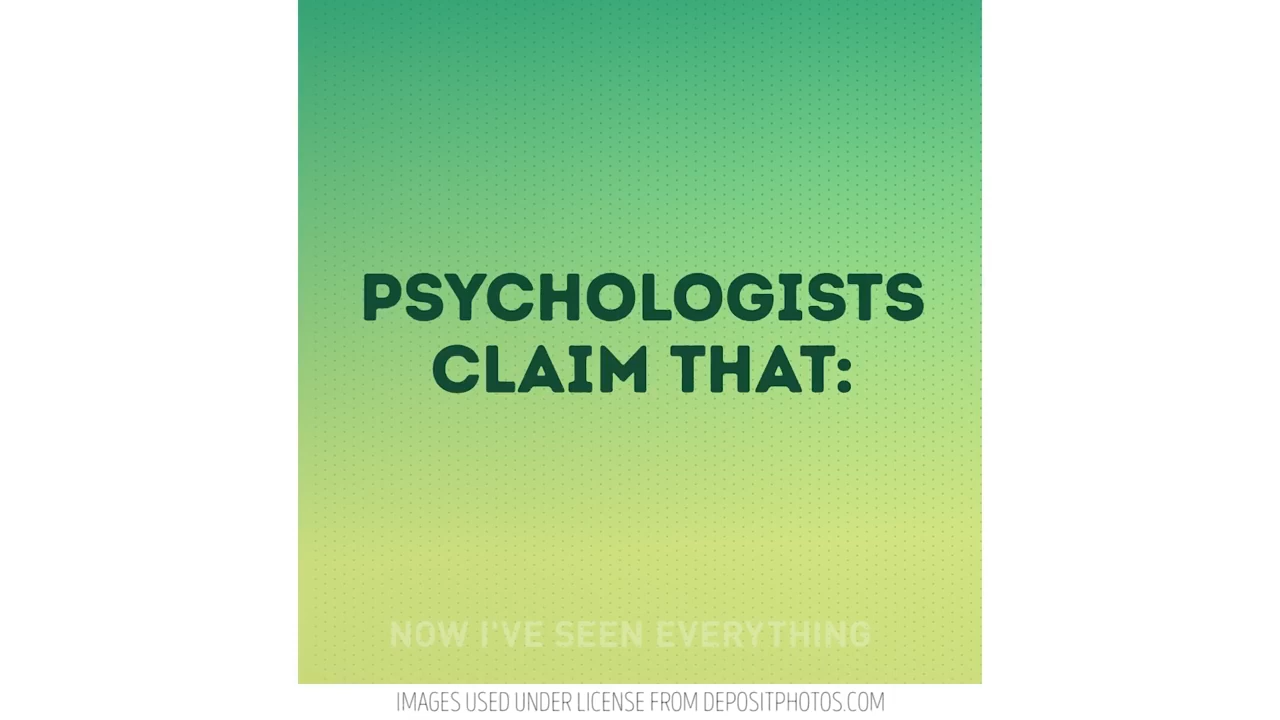 PSYCHOLOGISTS
CLAIM THAT:
NOW I'VE SEEN EVERYTHING
IMAGES USED UNDER LICENSE FROM DEPOSITPHOTOS.COM